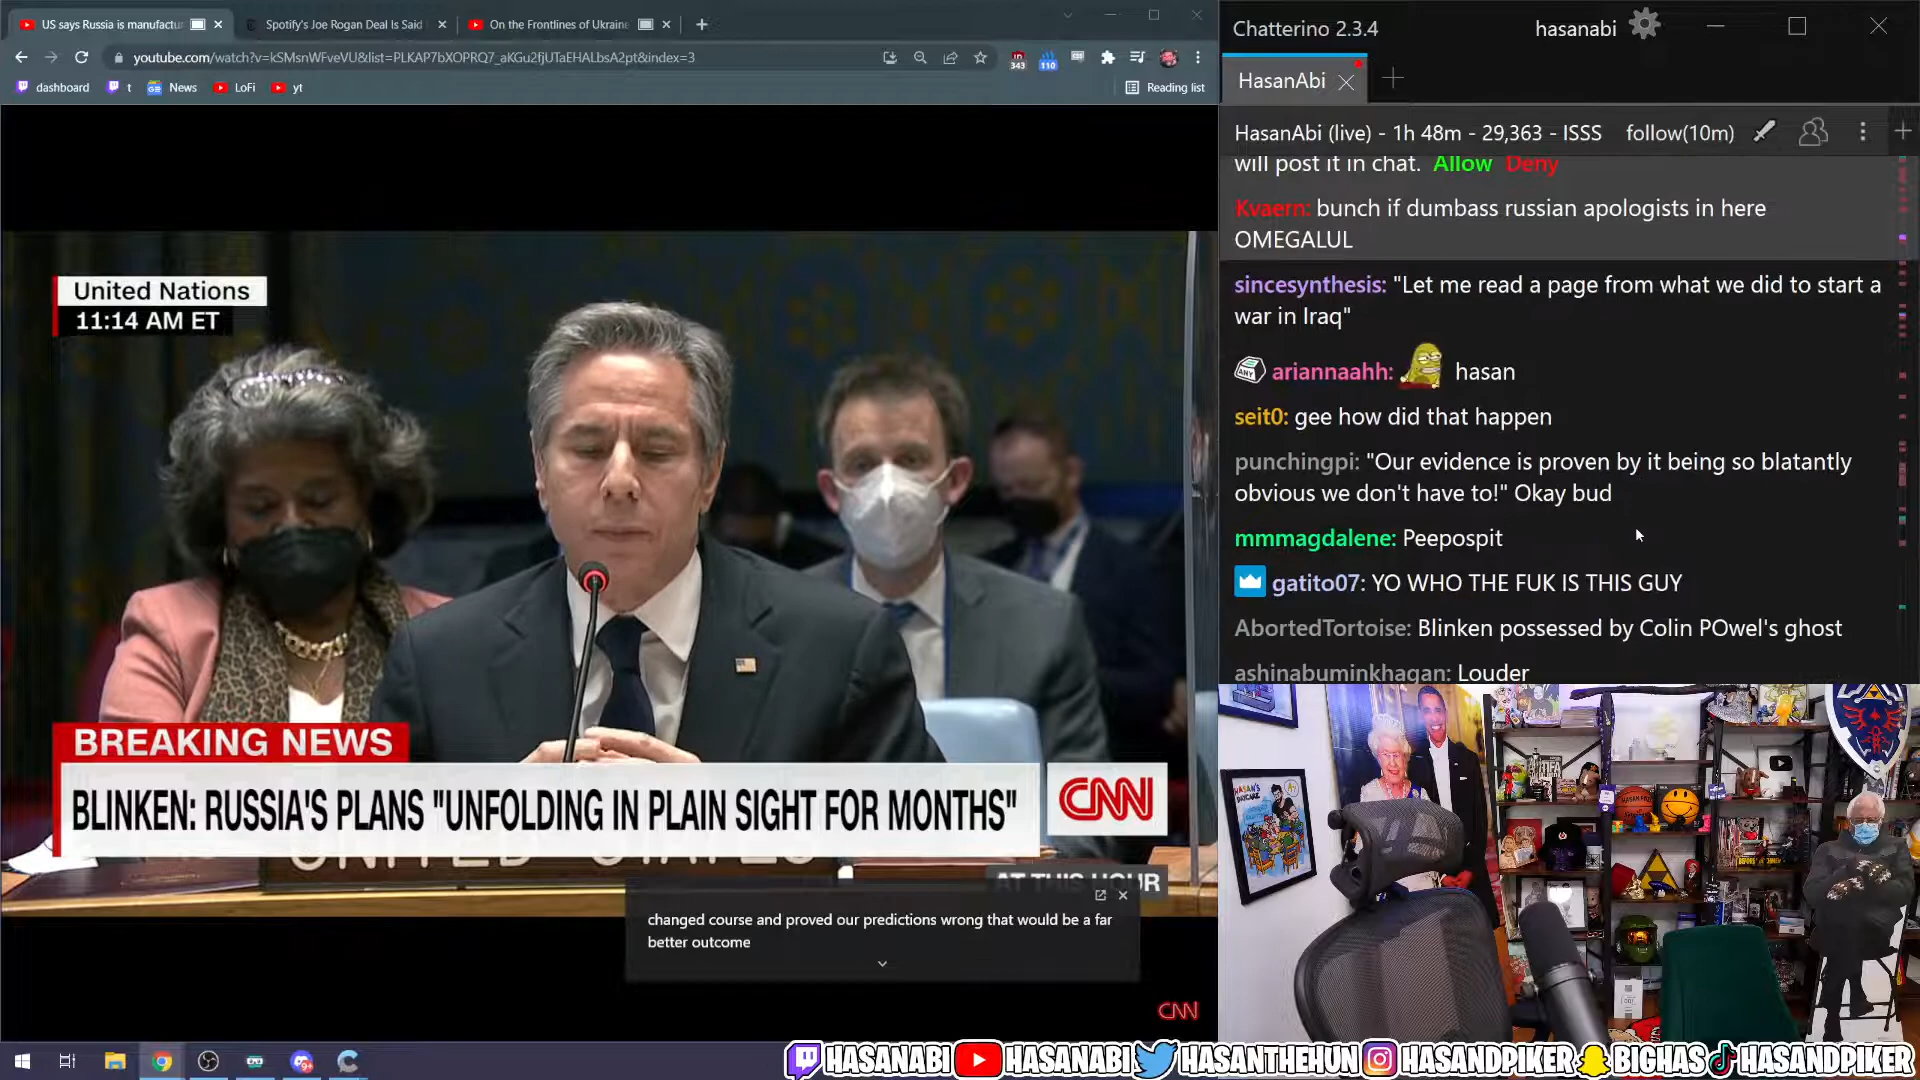 US says Russia is manufactu
Spotify's Joe Rogan Deal Is Said
On the Frontlines of Ukraine
youtube.com/watch?v=kSMsnWFveVU&list=PLKAP7bXOPRQ7_aKGu2fjUTaEHALbsA2pt&index=3
343
110
dashboard
t
News
LoFi
yt
Reading list
United Nations
11:14 AM ET
BREAKING NEWS
BLINKEN: RUSSIA'S PLANS "UNFOLDING IN PLAIN SIGHT FOR MONTHS"
CNN
UNITED STATES
AT THIS HOUR
changed course and proved our predictions wrong that would be a far
better outcome
CNN
Chatterino 2.3.4
hasanabi
HasanAbi
HasanAbi (live) - 1h 48m - 29,363 - ISSS
follow(10m)
will post it in chat. Allow Deny
Kvaern: bunch if dumbass russian apologists in here
OMEGALUL
sincesynthesis: "Let me read a page from what we did to start a
war in Iraq"
ariannaahh: hasan
seit0: gee how did that happen
punchingpi: "Our evidence is proven by it being so blatantly
obvious we don't have to!" Okay bud
mmmagdalene: Peepospit
gatito07: YO WHO THE FUK IS THIS GUY
AbortedTortoise: Blinken possessed by Colin POwel's ghost
ashinabuminkhagan: Louder
HASANABI
HASANABI
HASANTHEHUN
HASANDPIKER
BIGHAS
HASANDPIKER